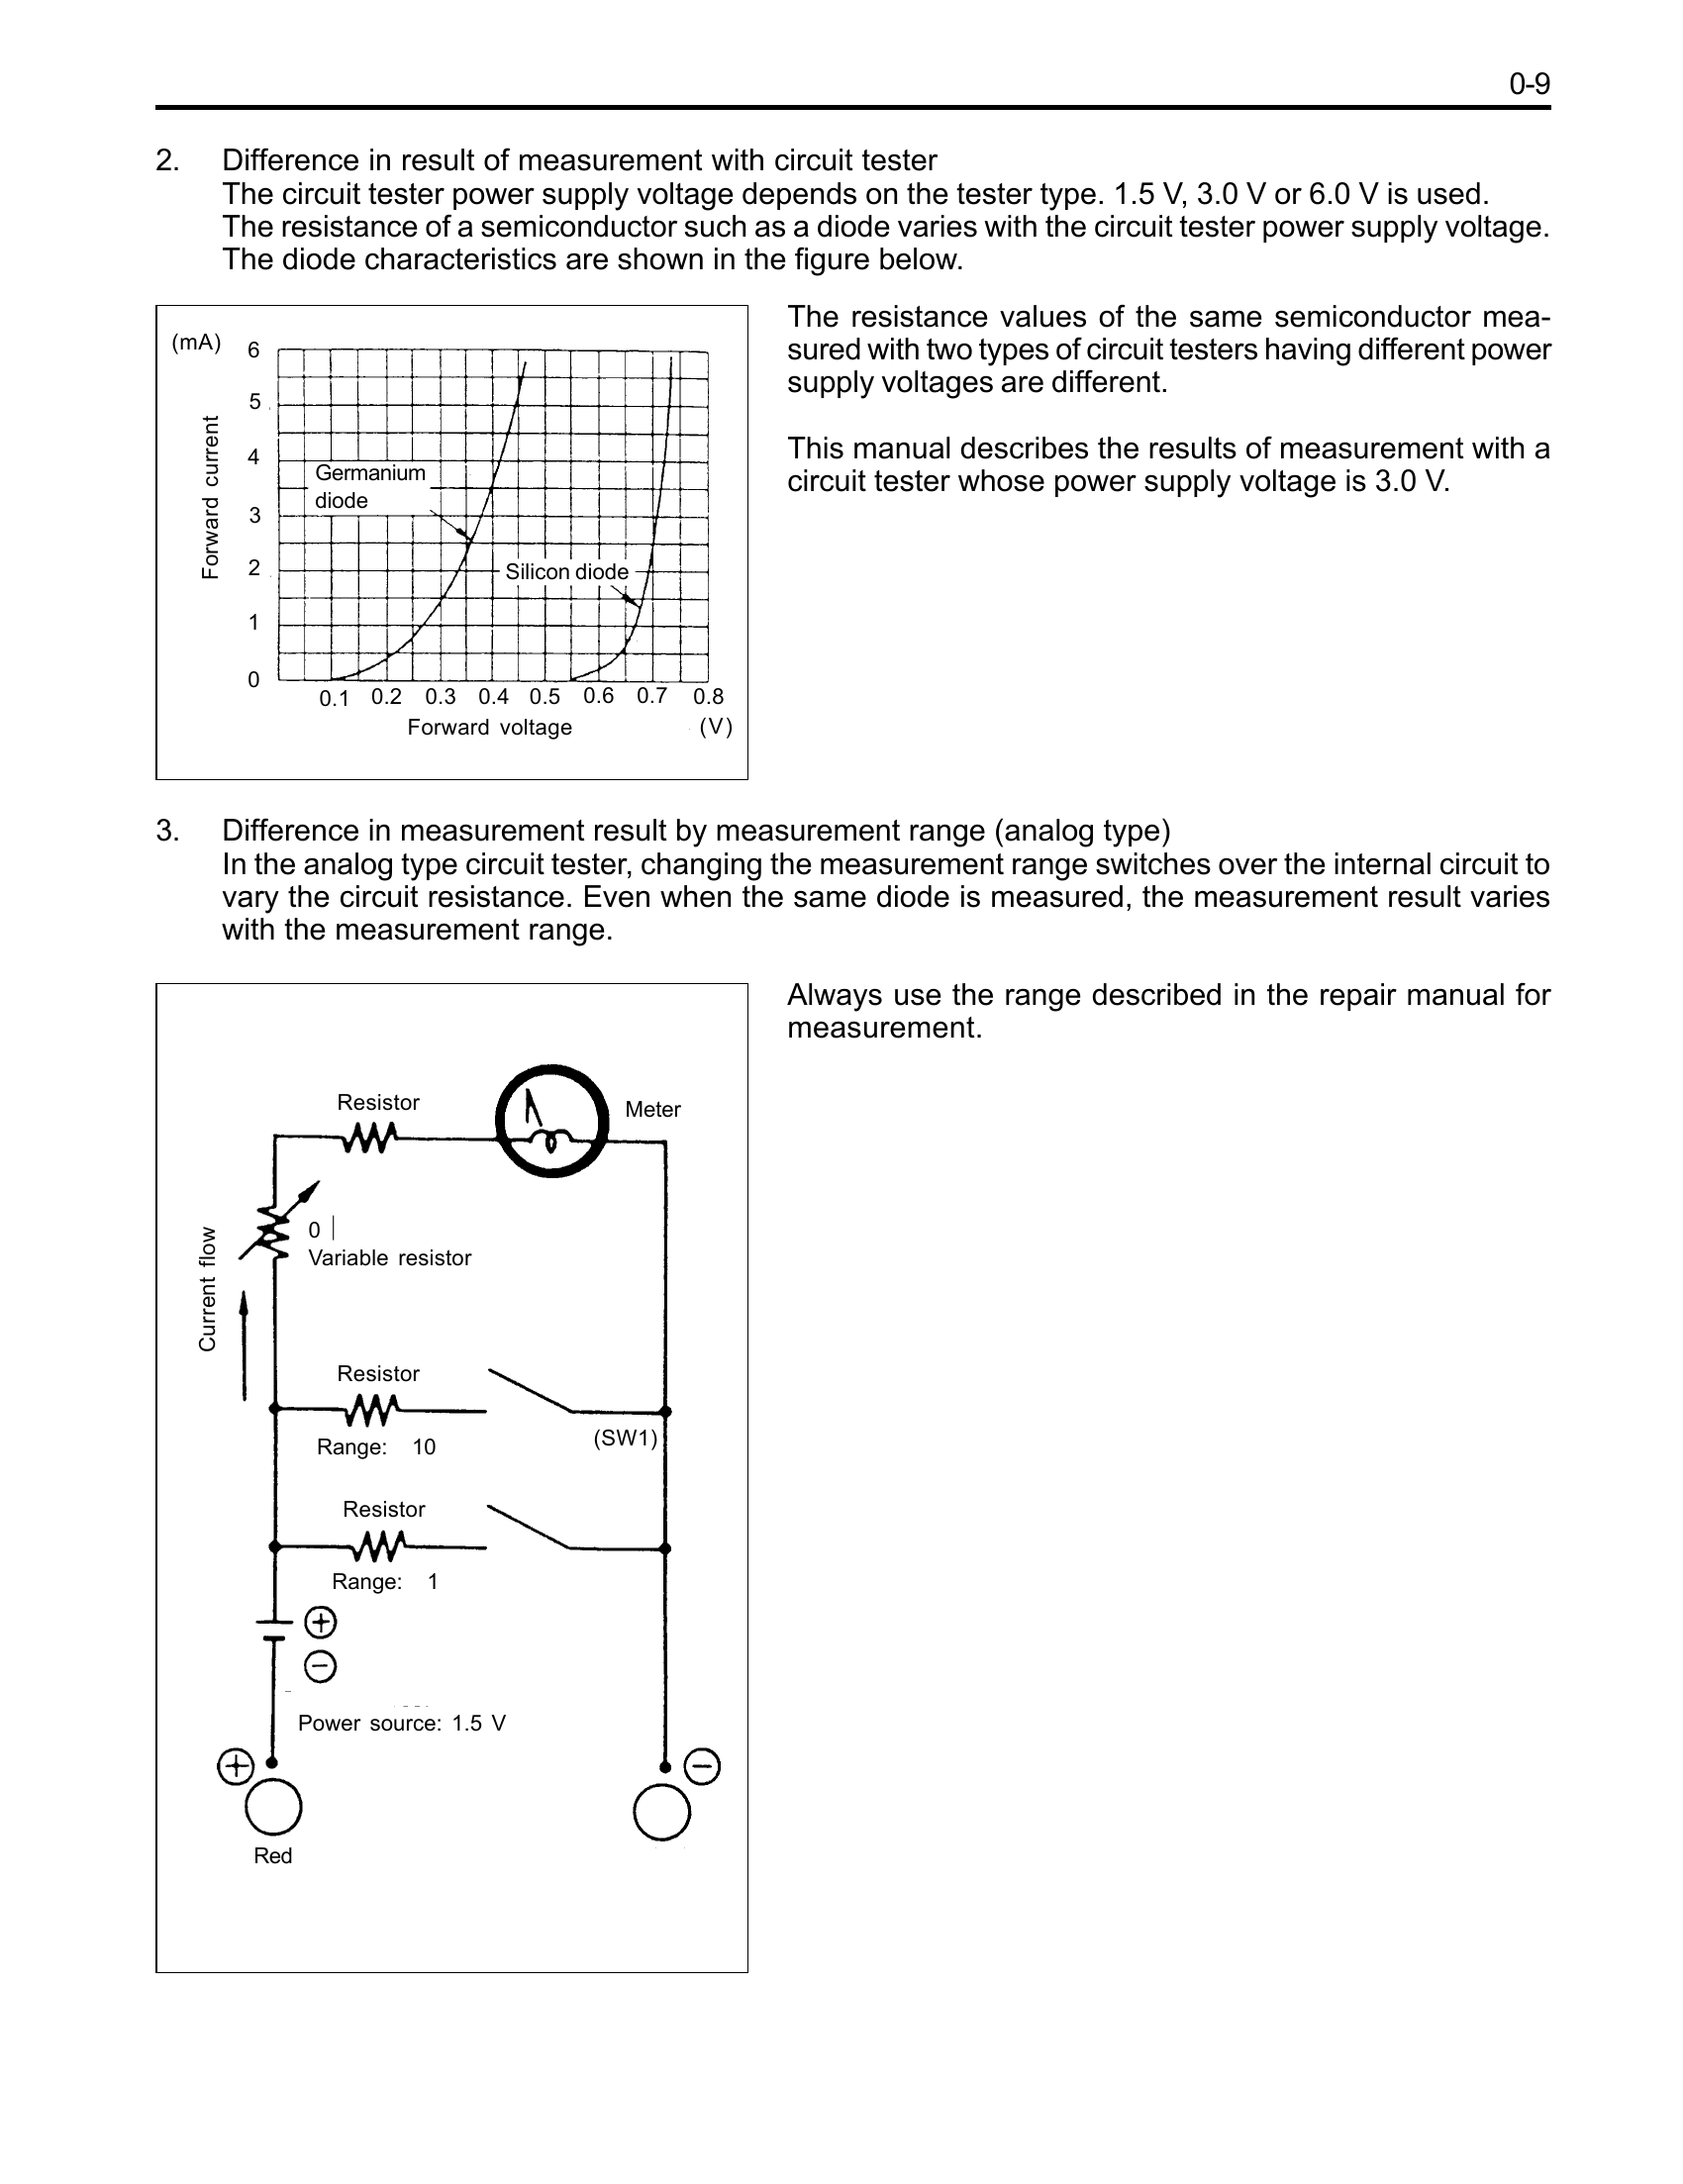 0-9
2. Difference in result of measurement with circuit tester
The circuit tester power supply voltage depends on the tester type. 1.5 V, 3.0 V or 6.0 V is used.
The resistance of a semiconductor such as a diode varies with the circuit tester power supply voltage.
The diode characteristics are shown in the figure below.
(mA)
6
5
4
3
2
1
0
Forward current
Germanium
diode
Silicon diode
0.1 0.2 0.3 0.4 0.5 0.6 0.7 0.8
Forward voltage (V)
The resistance values of the same semiconductor mea-
sured with two types of circuit testers having different power
supply voltages are different.
This manual describes the results of measurement with a
circuit tester whose power supply voltage is 3.0 V.
3. Difference in measurement result by measurement range (analog type)
In the analog type circuit tester, changing the measurement range switches over the internal circuit to
vary the circuit resistance. Even when the same diode is measured, the measurement result varies
with the measurement range.
Resistor
Meter
0 |
Variable resistor
Current flow
Resistor
Range: 10
(SW1)
Resistor
Range: 1
+
−
Power source: 1.5 V
+
−
Red
Always use the range described in the repair manual for
measurement.